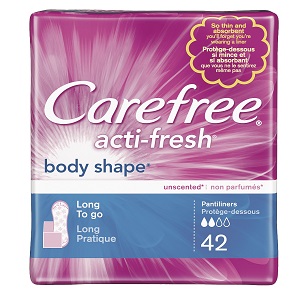 So thin and
absorbent
you'll forget you're
wearing a liner
Protège-dessous
si mince et
si absorbant
que vous ne le sentirez
même pas
Carefree®
acti-fresh®
body shape®
unscented† | non parfumés†
Long
To go
Long
Pratique
Pantiliners
Protège-dessous
42